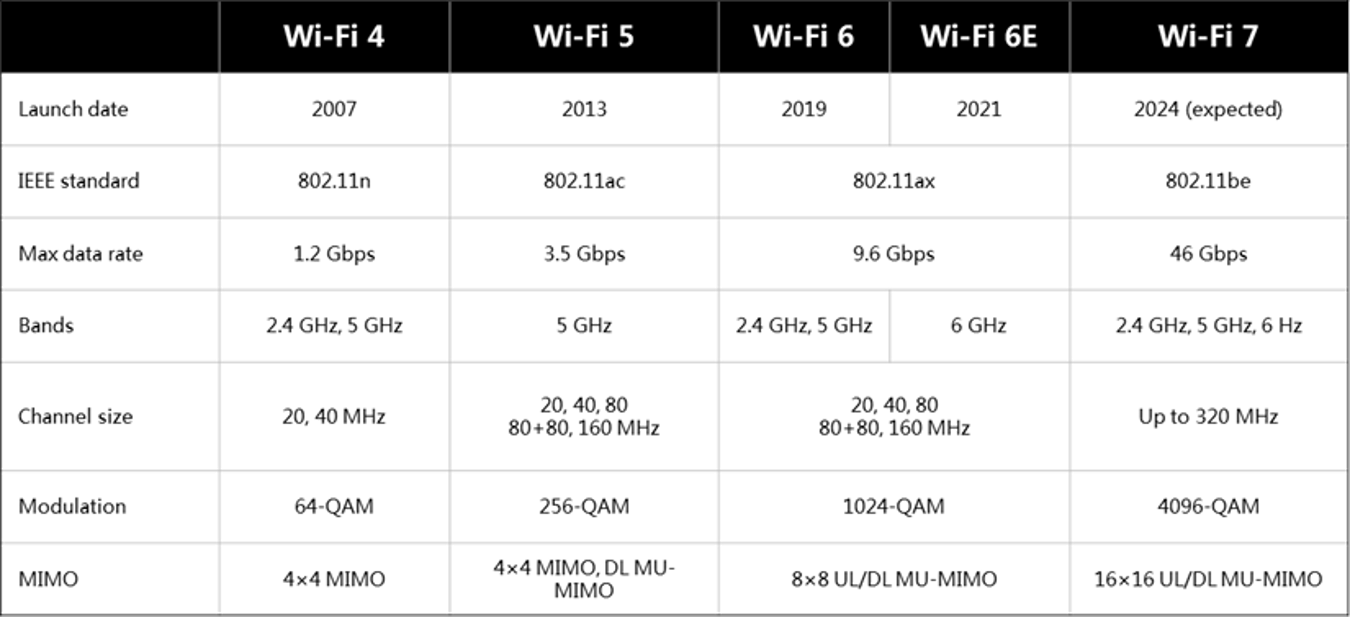 Wi-Fi 4 Wi-Fi 5 Wi-Fi 6 Wi-Fi 6E Wi-Fi 7
Launch date 2007 2013 2019 2021 2024 (expected)
IEEE standard 802.11n 802.11ac 802.11ax 802.11be
Max data rate 1.2 Gbps 3.5 Gbps 9.6 Gbps 46 Gbps
Bands 2.4 GHz, 5 GHz 5 GHz 2.4 GHz, 5 GHz 6 GHz 2.4 GHz, 5 GHz, 6 Hz
Channel size 20, 40 MHz 20, 40, 80 20, 40, 80 Up to 320 MHz
80+80, 160 MHz 80+80, 160 MHz
Modulation 64-QAM 256-QAM 1024-QAM 4096-QAM
MIMO 4×4 MIMO 4×4 MIMO, DL MU- 8×8 UL/DL MU-MIMO 16×16 UL/DL MU-MIMO
MIMO